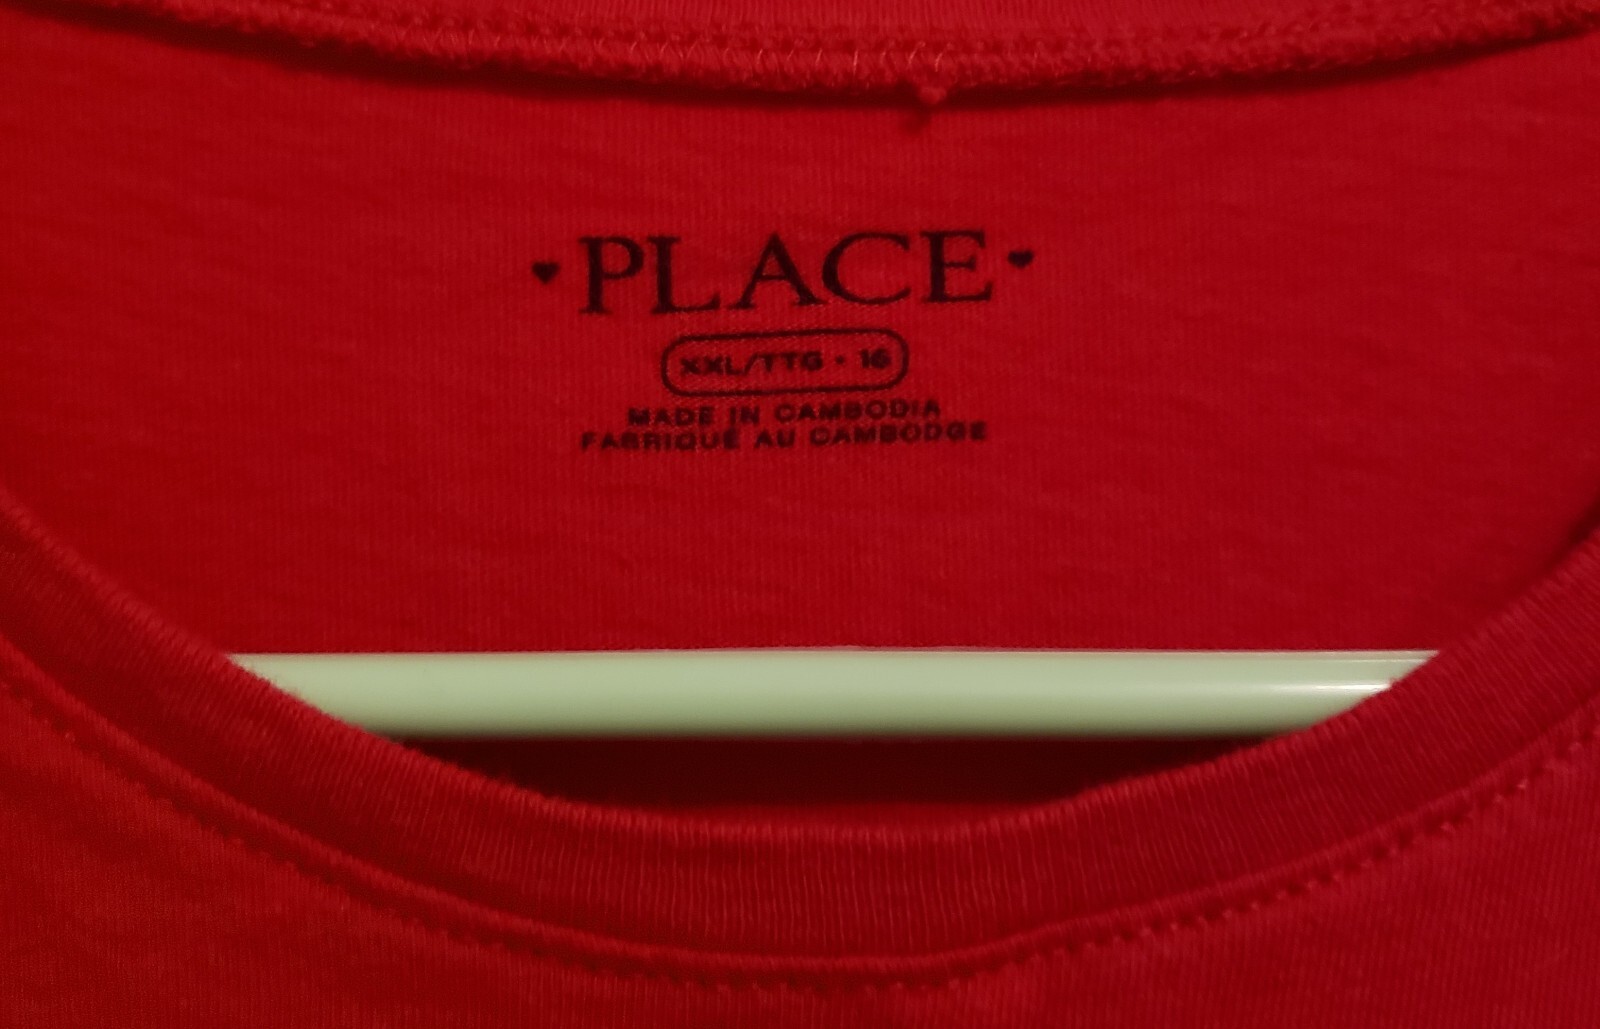 PLACE
XXL/TTG • 16
MADE IN CAMBODIA
FABRIQUÉ AU CAMBODGE